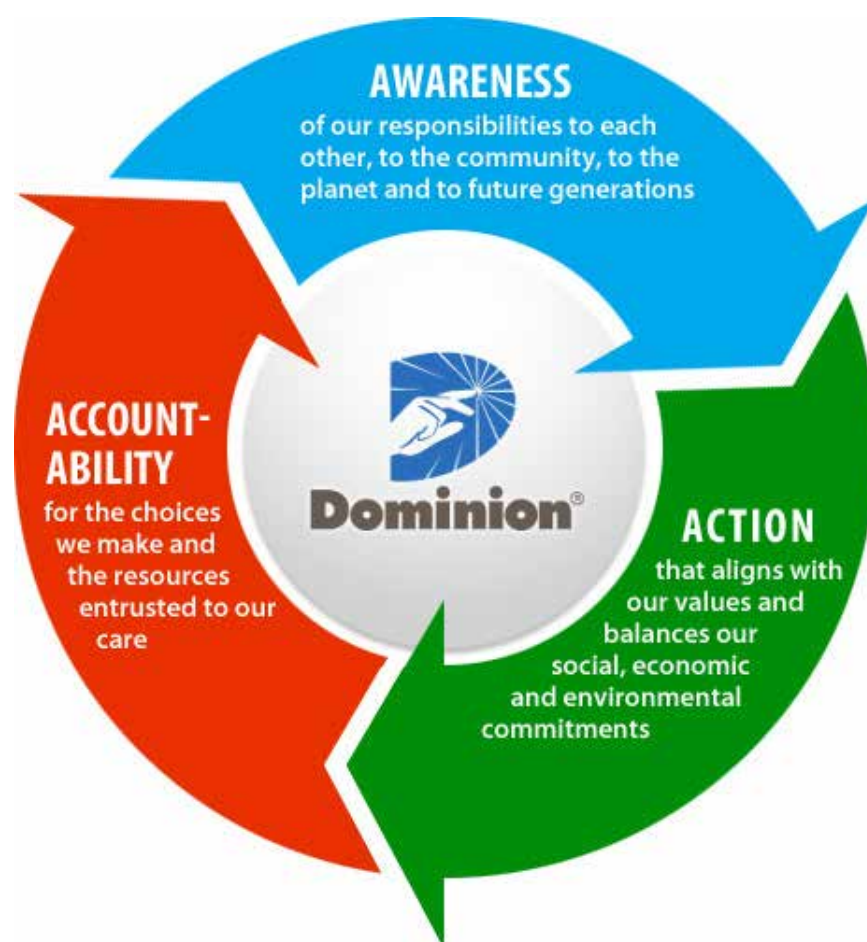 AWARENESS
of our responsibilities to each
other, to the community, to the
planet and to future generations
ACCOUNT-
ABILITY
for the choices
we make and
the resources
entrusted to our
care
Dominion®
ACTION
that aligns with
our values and
balances our
social, economic
and environmental
commitments